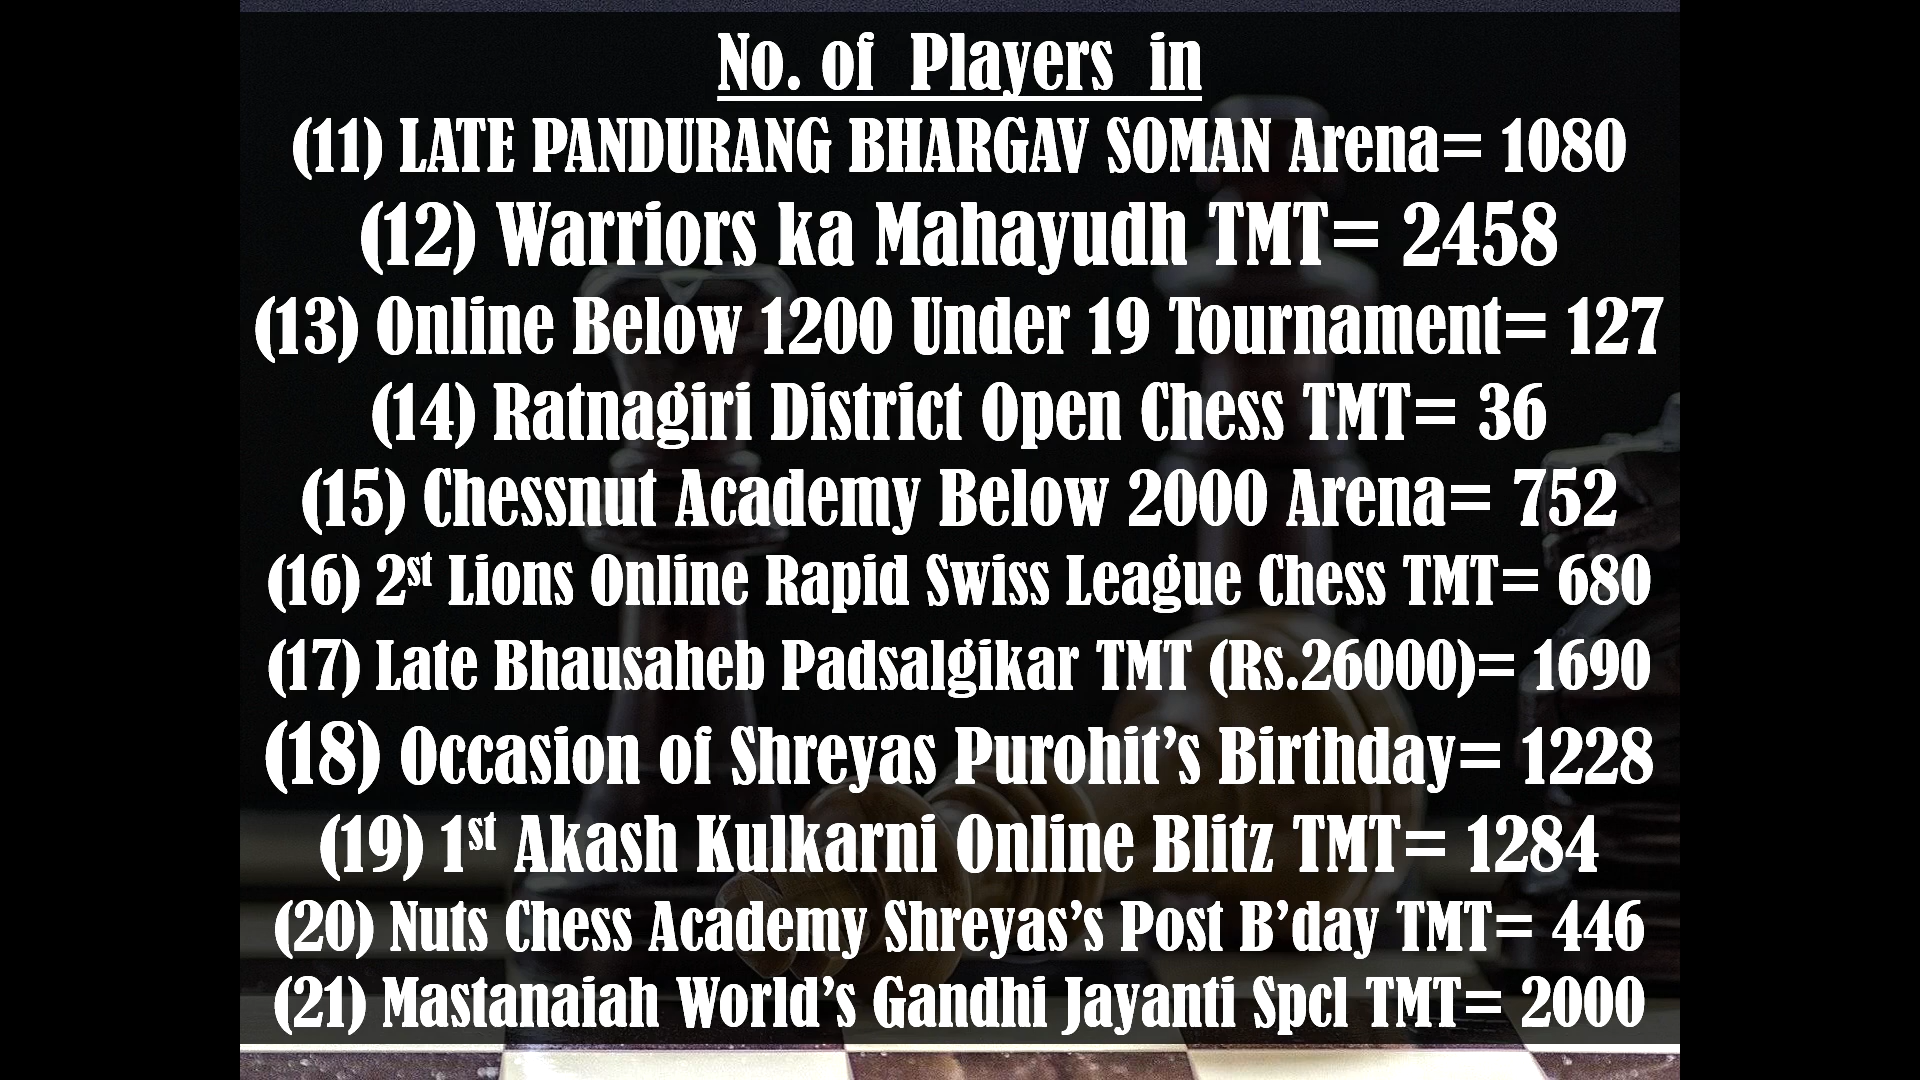 No. of Players in
(11) LATE PANDURANG BHARGAV SOMAN Arena= 1080
(12) Warriors ka Mahayudh TMT= 2458
(13) Online Below 1200 Under 19 Tournament= 127
(14) Ratnagiri District Open Chess TMT= 36
(15) Chessnut Academy Below 2000 Arena= 752
(16) 2st Lions Online Rapid Swiss League Chess TMT= 680
(17) Late Bhausaheb Padsalgikar TMT (Rs.26000)= 1690
(18) Occasion of Shreyas Purohit’s Birthday= 1228
(19) 1st Akash Kulkarni Online Blitz TMT= 1284
(20) Nuts Chess Academy Shreyas’s Post B’day TMT= 446
(21) Mastanaiah World’s Gandhi Jayanti Spcl TMT= 2000